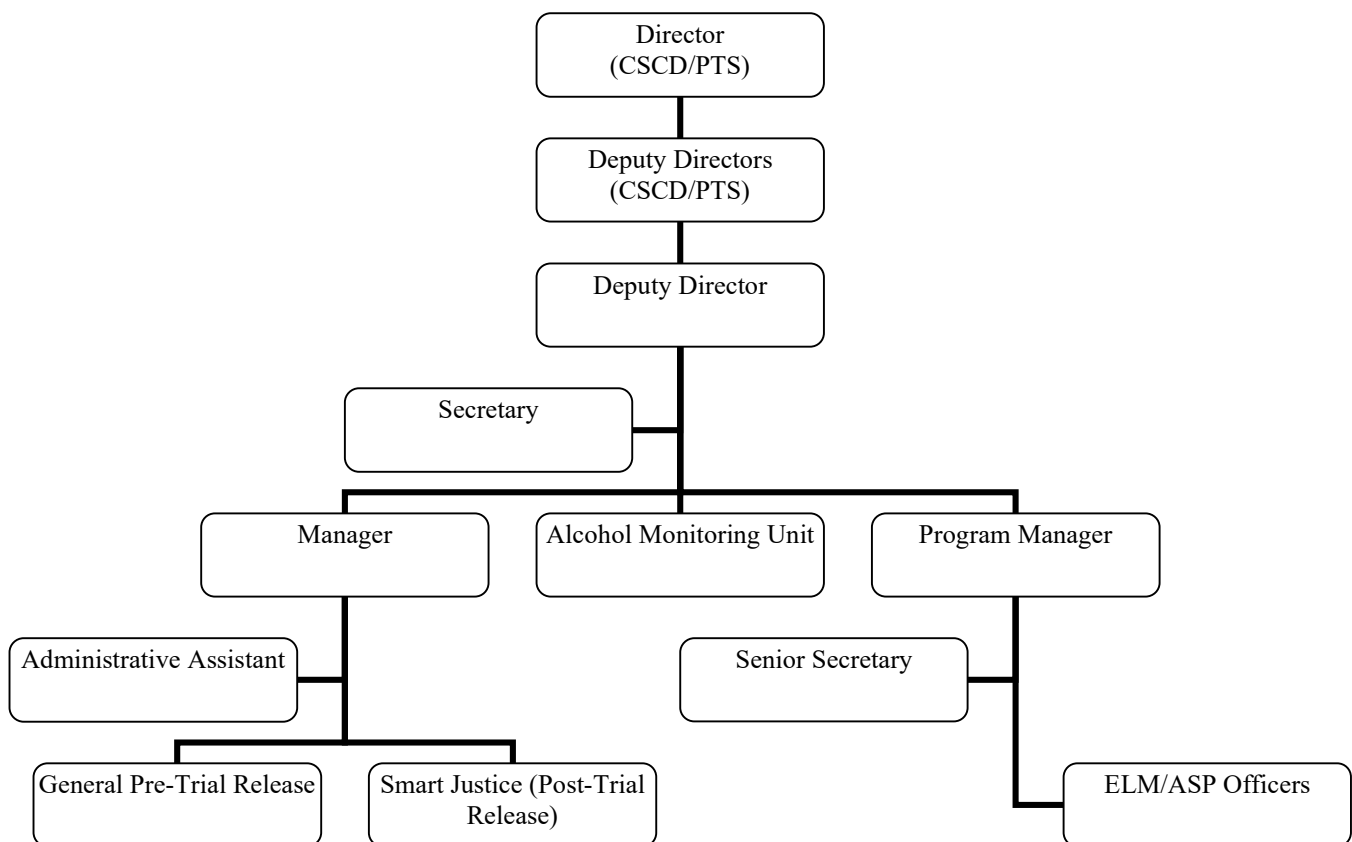 Director
(CSCD/PTS)
Deputy Directors
(CSCD/PTS)
Deputy Director
Secretary
Manager
Alcohol Monitoring Unit
Program Manager
Administrative Assistant
Senior Secretary
General Pre-Trial Release
Smart Justice (Post-Trial
Release)
ELM/ASP Officers